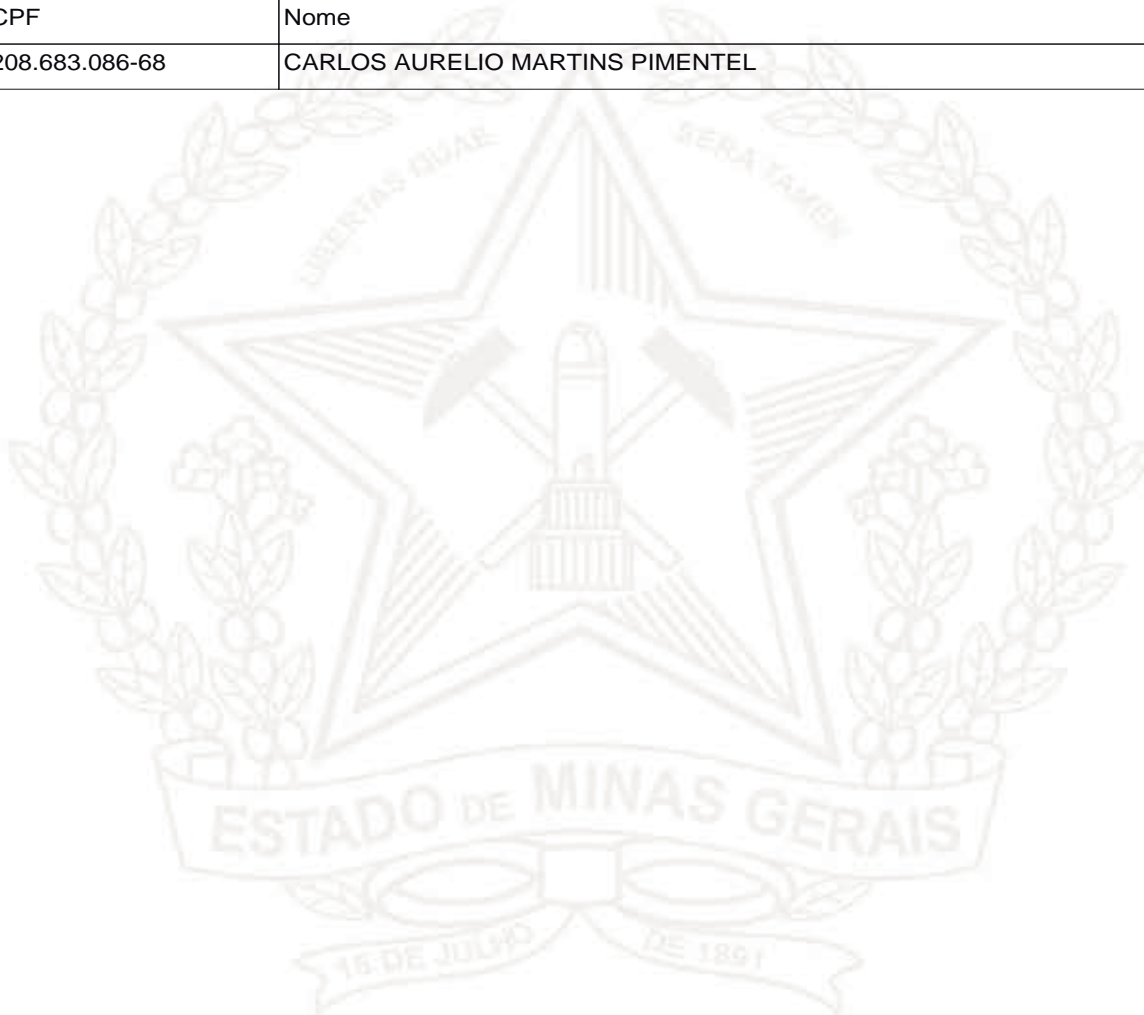 CPF Nome
208.683.086-68 CARLOS AURELIO MARTINS PIMENTEL
LIBERTAS QUAE SERA TAMEN
ESTADO DE MINAS GERAIS
15 DE JULHO DE 1891